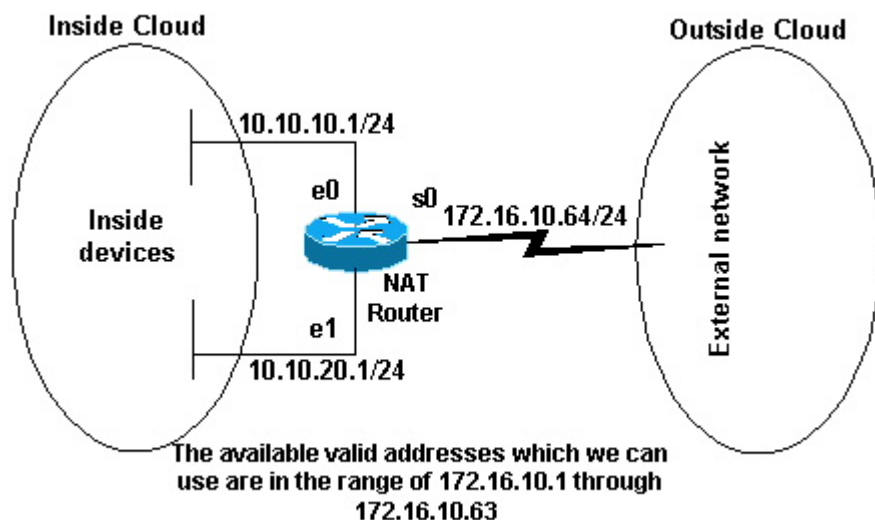 Inside Cloud
Outside Cloud
10.10.10.1/24
e0
s0
172.16.10.64/24
Inside
devices
NAT
Router
External network
e1
10.10.20.1/24
The available valid addresses which we can
use are in the range of 172.16.10.1 through
172.16.10.63